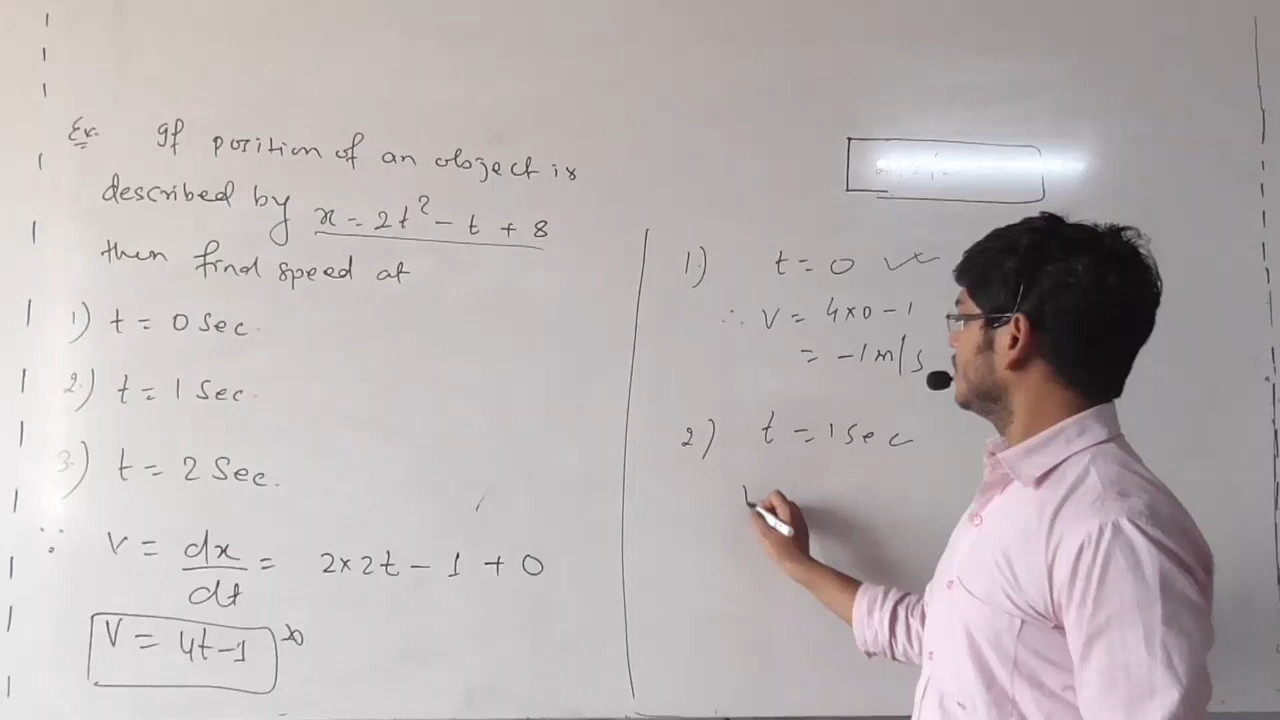 Ex. If position of an object is
described by x = 2t² - t + 8
then find speed at
1) t = 0 Sec.
2.) t = 1 Sec.
3.) t = 2 Sec.
∵ V = dx/dt = 2×2t - 1 + 0
V = 4t-1
1.) t = 0
∴ V = 4×0 - 1
= -1 m/s
2) t = 1 sec